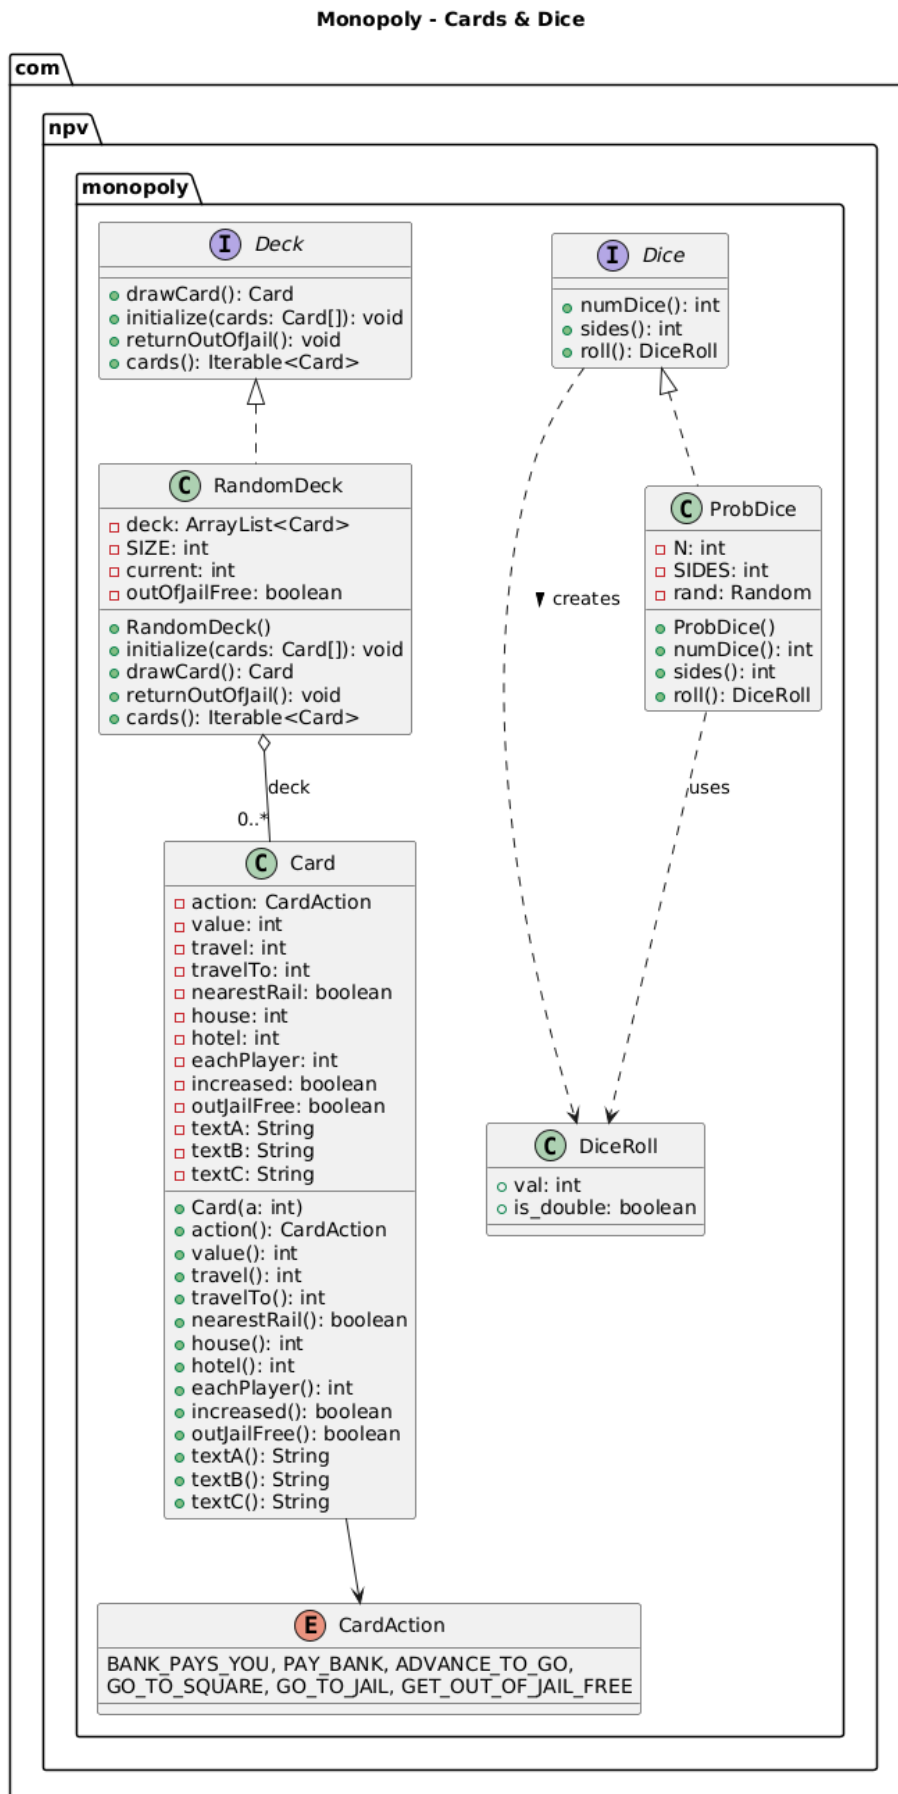 Monopoly - Cards & Dice
com
npv
monopoly
I Deck
drawCard(): Card
initialize(cards: Card[]): void
returnOutOfJail(): void
cards(): Iterable<Card>
I Dice
numDice(): int
sides(): int
roll(): DiceRoll
C RandomDeck
deck: ArrayList<Card>
SIZE: int
current: int
outOfJailFree: boolean
RandomDeck()
initialize(cards: Card[]): void
drawCard(): Card
returnOutOfJail(): void
cards(): Iterable<Card>
C ProbDice
N: int
SIDES: int
rand: Random
ProbDice()
numDice(): int
sides(): int
roll(): DiceRoll
creates
deck
0..*
uses
C Card
action: CardAction
value: int
travel: int
travelTo: int
nearestRail: boolean
house: int
hotel: int
eachPlayer: int
increased: boolean
outJailFree: boolean
textA: String
textB: String
textC: String
Card(a: int)
action(): CardAction
value(): int
travel(): int
travelTo(): int
nearestRail(): boolean
house(): int
hotel(): int
eachPlayer(): int
increased(): boolean
outJailFree(): boolean
textA(): String
textB(): String
textC(): String
C DiceRoll
val: int
is_double: boolean
E CardAction
BANK_PAYS_YOU, PAY_BANK, ADVANCE_TO_GO,
GO_TO_SQUARE, GO_TO_JAIL, GET_OUT_OF_JAIL_FREE